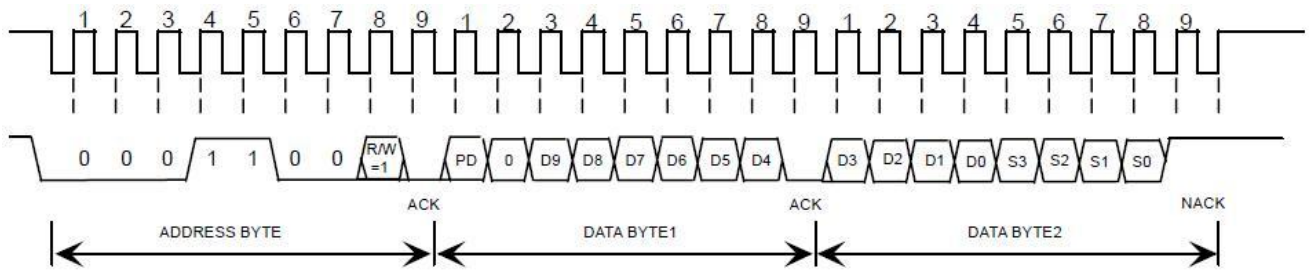 1 2 3 4 5 6 7 8 9 1 2 3 4 5 6 7 8 9 1 2 3 4 5 6 7 8 9
0 0 0 1 1 0 0 R/W =1 PD 0 D9 D8 D7 D6 D5 D4 D3 D2 D1 D0 S3 S2 S1 S0
ACK ACK NACK
ADDRESS BYTE DATA BYTE1 DATA BYTE2